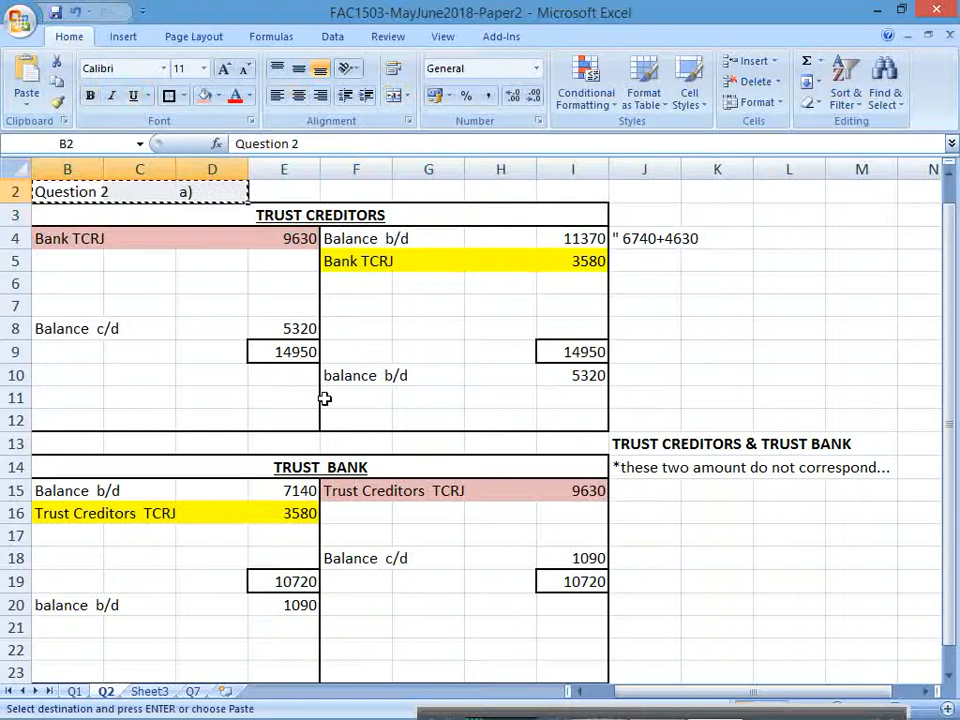 FAC1503-MayJune2018-Paper2 - Microsoft Excel
Home Insert Page Layout Formulas Data Review View Add-Ins
Paste Calibri 11 A A General Conditional Formatting Format as Table Cell Styles Insert Delete Format Sort & Filter Find & Select
B I U A % ,
Clipboard Font Alignment Number Styles Cells Editing
B2 fx Question 2
B C D E F G H I J K L M N
2 Question 2 a)
3 TRUST CREDITORS
4 Bank TCRJ 9630 Balance b/d 11370 " 6740+4630
5 Bank TCRJ 3580
6
7
8 Balance c/d 5320
9 14950 14950
10 balance b/d 5320
11
12
13 TRUST CREDITORS & TRUST BANK
14 TRUST BANK *these two amount do not correspond...
15 Balance b/d 7140 Trust Creditors TCRJ 9630
16 Trust Creditors TCRJ 3580
17
18 Balance c/d 1090
19 10720 10720
20 balance b/d 1090
21
22
23
Q1 Q2 Sheet3 Q7
Select destination and press ENTER or choose Paste